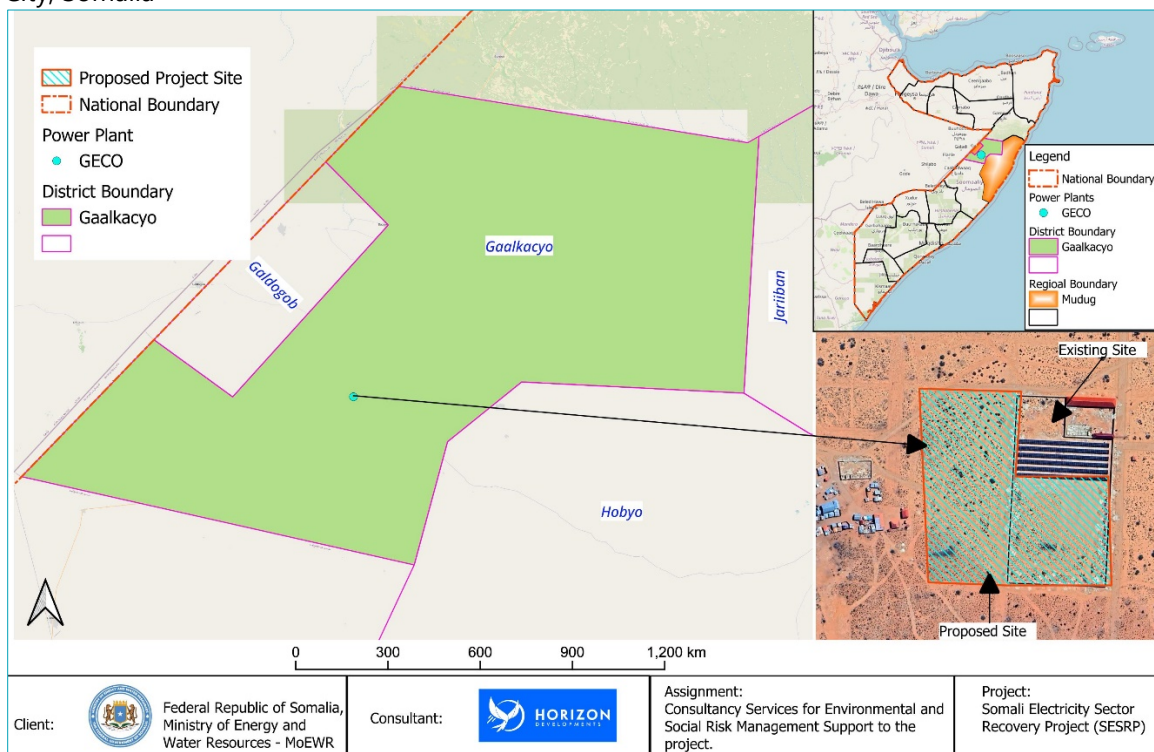 City, Somalia
Proposed Project Site
National Boundary
Power Plant
GECO
District Boundary
Gaalkacyo
Gaalkacyo
Galdogob
Jariiban
Hobyo
Legend
National Boundary
Power Plants
GECO
District Boundary
Gaalkacyo
Regioal Boundary
Mudug
Existing Site
Proposed Site
0 300 600 900 1,200 km
Client:
Federal Republic of Somalia,
Ministry of Energy and
Water Resources - MoEWR
Consultant:
HORIZON
DEVELOPMENTS
Assignment:
Consultancy Services for Environmental and
Social Risk Management Support to the
project.
Project:
Somali Electricity Sector
Recovery Project (SESRP)